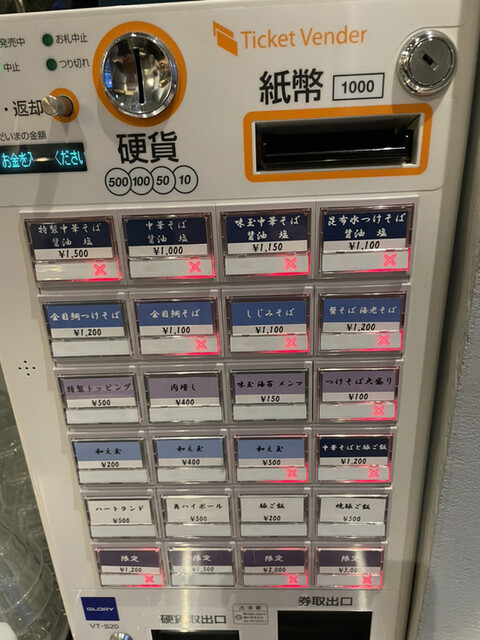 発売中
お札中止
中止
つり切れ
返却
だいまの金額
お金を入 ください
Ticket Vender
紙幣
1000
硬貨
500 100 50 10
特製中華そば
醤油 塩
¥1,500
中華そば
醤油 塩
¥1,000
味玉中華そば
醤油 塩
¥1,150
昆布水つけそば
醤油 塩
¥1,100
金目鯛つけそば
¥1,200
金目鯛そば
¥1,100
しじみそば
¥1,100
蟹そば 海老そば
¥1,200
特製トッピング
¥500
肉増し
¥400
味玉 海苔 メンマ
¥150
つけそば大盛り
¥100
和え玉
¥200
和え玉
¥400
和え玉
¥500
中華そばと豚ご飯
¥1,200
ハートランド
¥500
角ハイボール
¥500
豚ご飯
¥200
焼豚ご飯
¥500
限定
¥1,200
限定
¥1,500
限定
¥2,000
限定
¥3,000
GLORY
VT-S20
硬貨取出口
券取出口